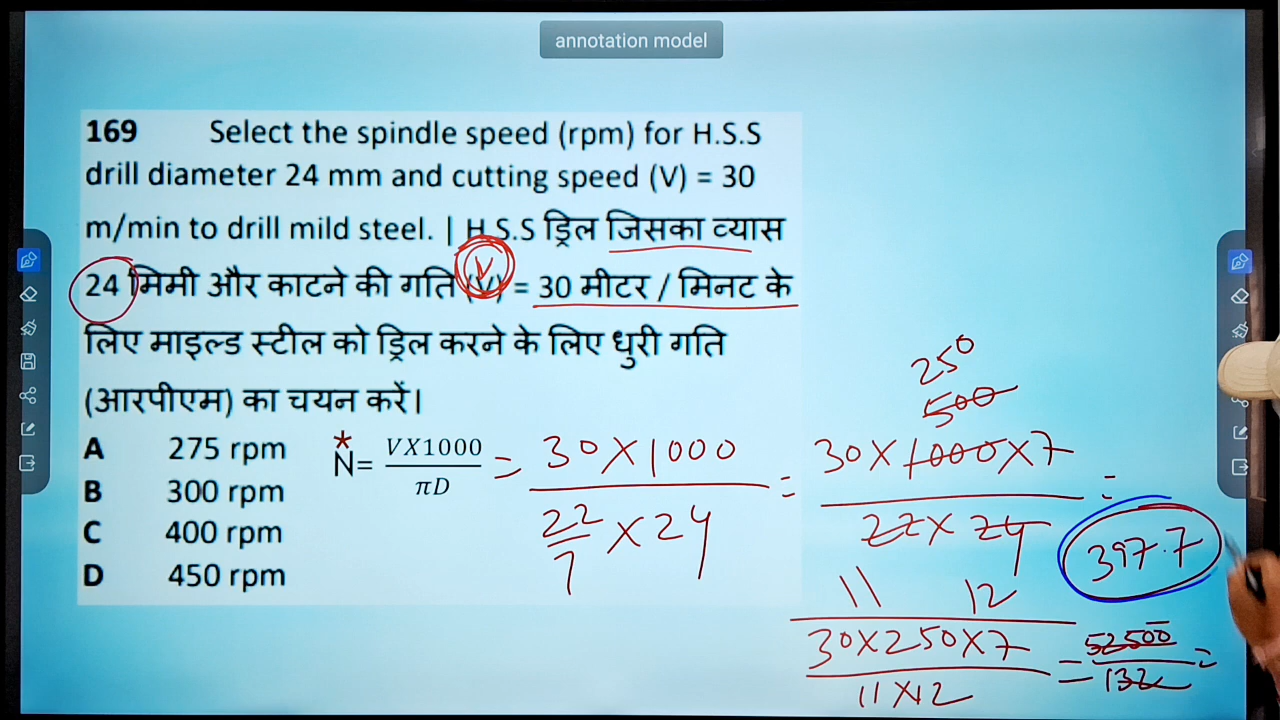 annotation model
169 Select the spindle speed (rpm) for H.S.S
drill diameter 24 mm and cutting speed (V) = 30
m/min to drill mild steel. | H.S.S ड्रिल जिसका व्यास
24 मिमी और काटने की गति (V) = 30 मीटर / मिनट के
लिए माइल्ड स्टील को ड्रिल करने के लिए धुरी गति
(आरपीएम) का चयन करें।
A 275 rpm
B 300 rpm
C 400 rpm
D 450 rpm
* N= VX1000 / πD = 30X1000 / 22/7 X 24 = 30X1000X7 / 22X24 =
250
500
11 12
397.7
30X250X7 / 11X12 = 52500 / 132 =